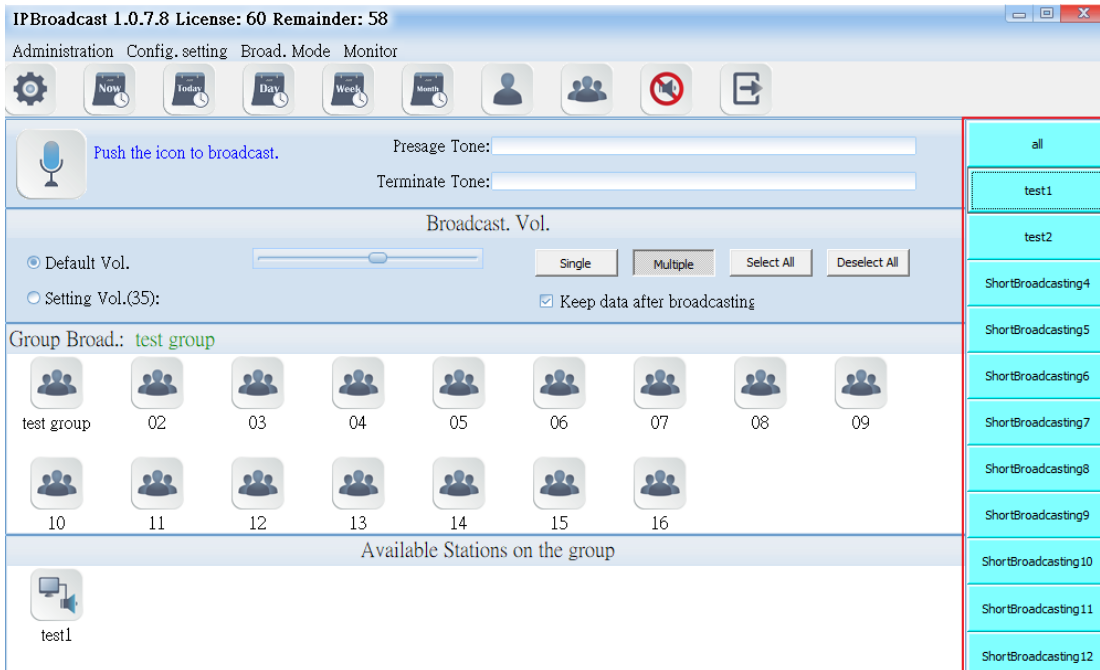 IPBroadcast 1.0.7.8 License: 60 Remainder: 58
Administration Config. setting Broad. Mode Monitor
Now Today Day Week Month
Push the icon to broadcast.
Presage Tone:
Terminate Tone:
Broadcast. Vol.
Default Vol.
Single Multiple Select All Deselect All
Setting Vol.(35):
Keep data after broadcasting
Group Broad.: test group
test group 02 03 04 05 06 07 08 09
10 11 12 13 14 15 16
Available Stations on the group
test1
all
test1
test2
ShortBroadcasting4
ShortBroadcasting5
ShortBroadcasting6
ShortBroadcasting7
ShortBroadcasting8
ShortBroadcasting9
ShortBroadcasting10
ShortBroadcasting11
ShortBroadcasting12